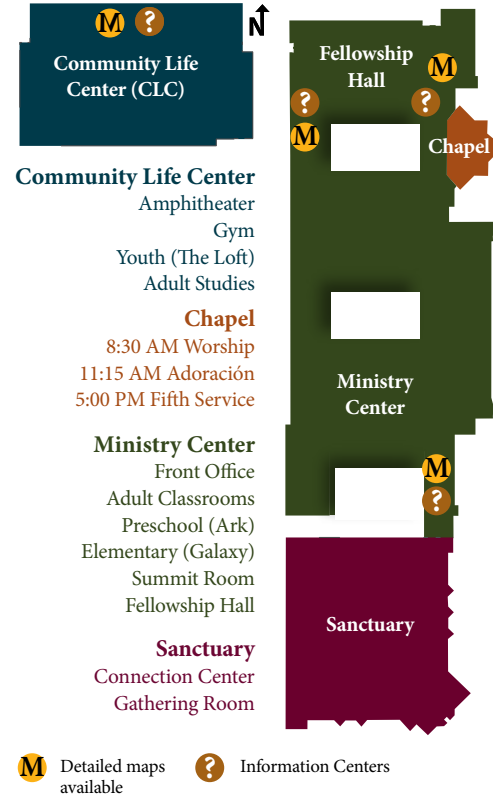 M ?
Community Life
Center (CLC)
N
Fellowship
Hall
M
? ?
M
Chapel
Community Life Center
Amphitheater
Gym
Youth (The Loft)
Adult Studies
Chapel
8:30 AM Worship
11:15 AM Adoración
5:00 PM Fifth Service
Ministry
Center
Ministry Center
Front Office
Adult Classrooms
Preschool (Ark)
Elementary (Galaxy)
Summit Room
Fellowship Hall
M
?
Sanctuary
Sanctuary
Connection Center
Gathering Room
M Detailed maps
available
? Information Centers